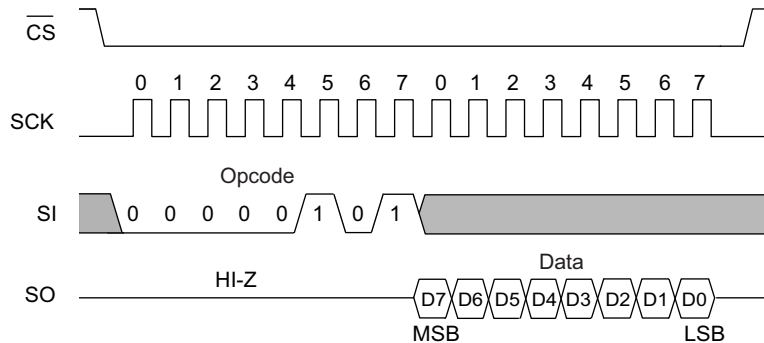 CS
0 1 2 3 4 5 6 7 0 1 2 3 4 5 6 7
SCK
Opcode
SI 0 0 0 0 0 1 0 1
HI-Z Data
SO D7 D6 D5 D4 D3 D2 D1 D0
MSB LSB